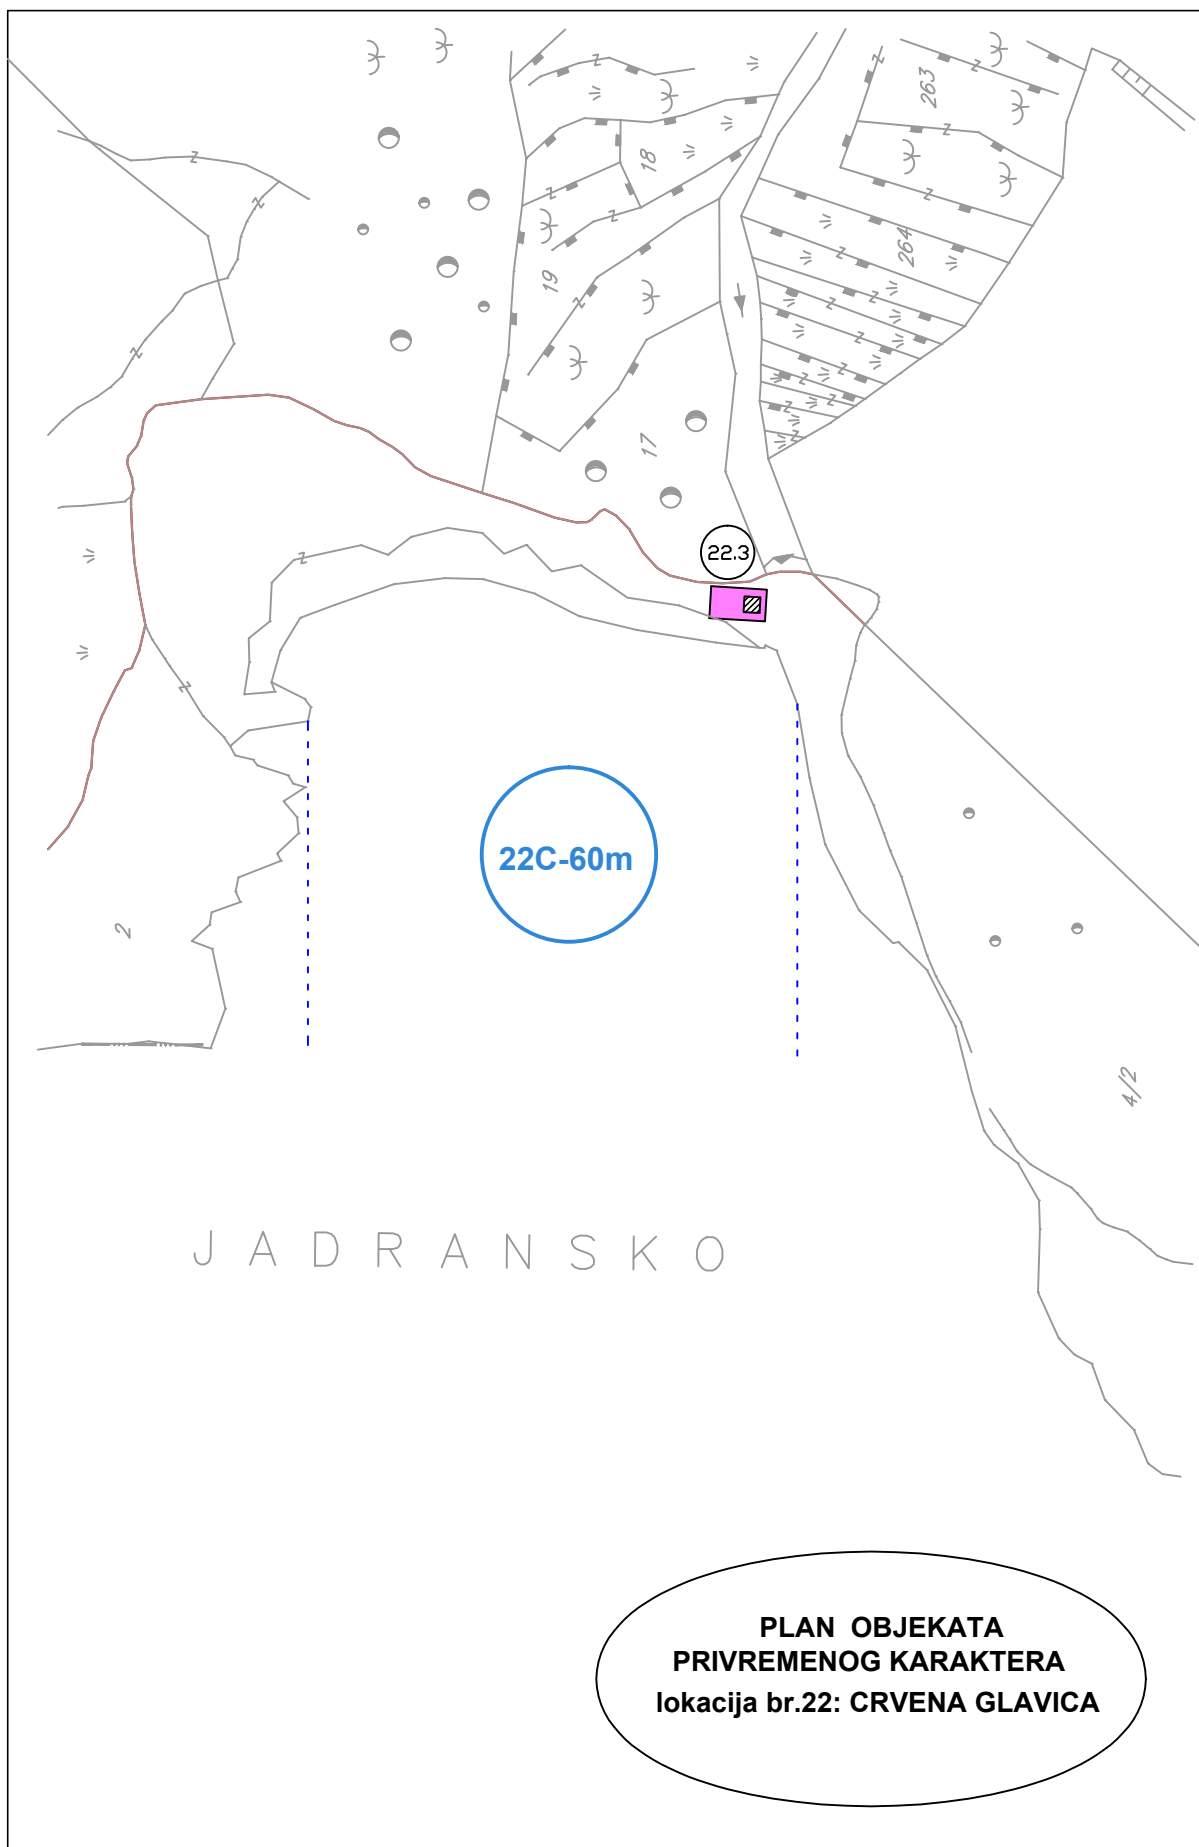 263
18
264
19
17
22.3
22C-60m
2
4/2
JADRANSKO
PLAN OBJEKATA
PRIVREMENOG KARAKTERA
lokacija br.22: CRVENA GLAVICA